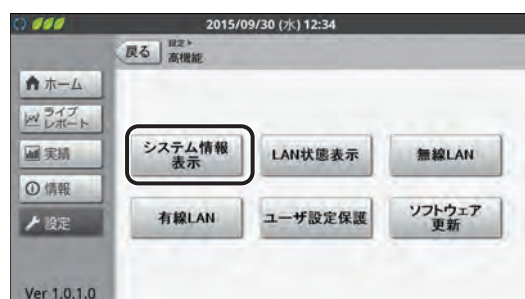 2015/09/30 (水) 12:34
戻る
設定>
高機能
ホーム
ライブ
レポート
実績
情報
設定
システム情報
表示
LAN状態表示
無線LAN
有線LAN
ユーザ設定保護
ソフトウェア
更新
Ver 1.0.1.0